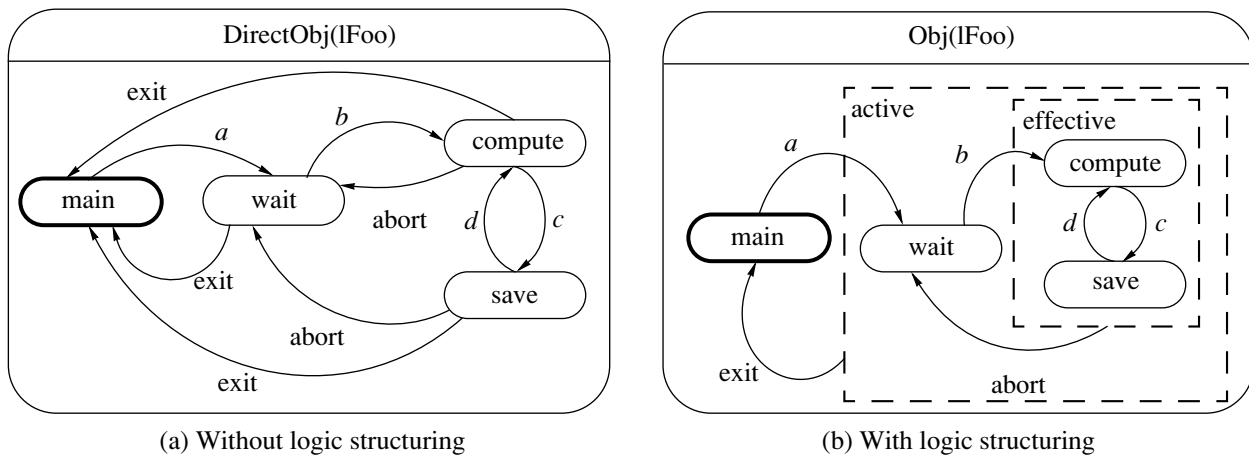 DirectObj(lFoo)
exit
a
b
compute
main
wait
abort
d
c
exit
save
abort
exit
(a) Without logic structuring
Obj(lFoo)
active
effective
a
b
compute
main
wait
d
c
save
exit
abort
(b) With logic structuring